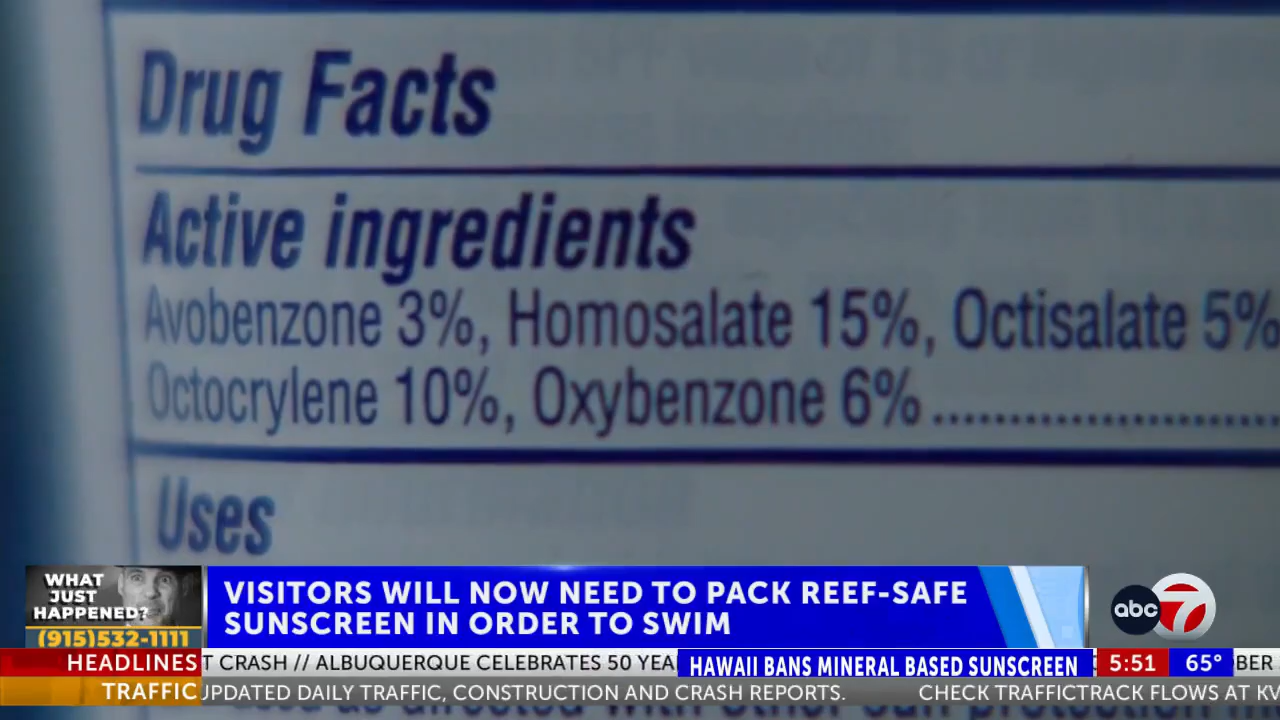 Drug Facts
Active ingredients
Avobenzone 3%, Homosalate 15%, Octisalate 5%
Octocrylene 10%, Oxybenzone 6%
Uses
WHAT
JUST
HAPPENED?
(915)532-1111
VISITORS WILL NOW NEED TO PACK REEF-SAFE
SUNSCREEN IN ORDER TO SWIM
abc 7
HEADLINES T CRASH // ALBUQUERQUE CELEBRATES 50 YEA HAWAII BANS MINERAL BASED SUNSCREEN 5:51 65° BER
TRAFFIC UPDATED DAILY TRAFFIC, CONSTRUCTION AND CRASH REPORTS. CHECK TRAFFICTRACK FLOWS AT KV